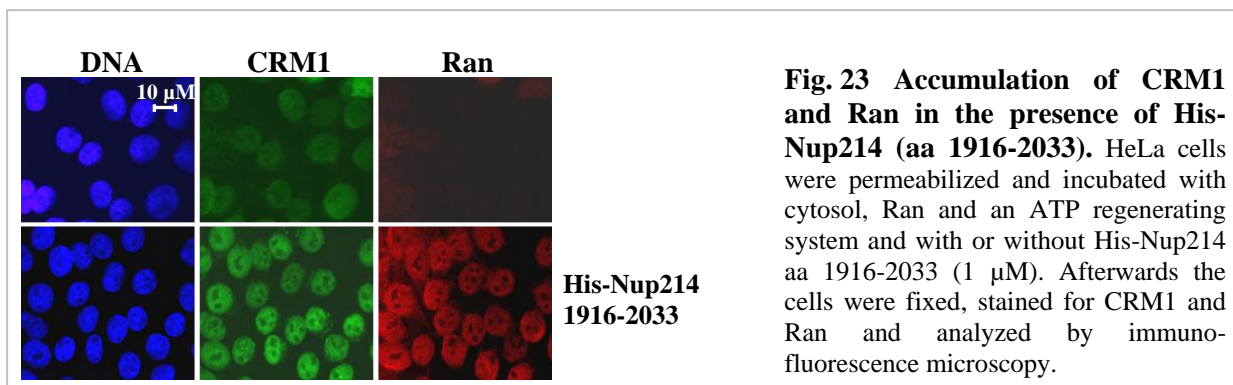 DNA CRM1 Ran
10 µM
His-Nup214
1916-2033
Fig. 23 Accumulation of CRM1
and Ran in the presence of His-
Nup214 (aa 1916-2033). HeLa cells
were permeabilized and incubated with
cytosol, Ran and an ATP regenerating
system and with or without His-Nup214
aa 1916-2033 (1 µM). Afterwards the
cells were fixed, stained for CRM1 and
Ran and analyzed by immuno-
fluorescence microscopy.